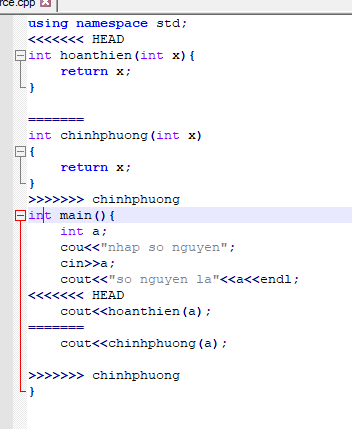 rce.cpp
using namespace std;
<<<<<<< HEAD
int hoanthien(int x){
    return x;
}
=======
int chinhphuong(int x)
{
    return x;
}
>>>>>>> chinhphuong
int main(){
    int a;
    cou<<"nhap so nguyen";
    cin>>a;
    cout<<"so nguyen la"<<a<<endl;
<<<<<<< HEAD
    cout<<hoanthien(a);
=======
    cout<<chinhphuong(a);
>>>>>>> chinhphuong
}